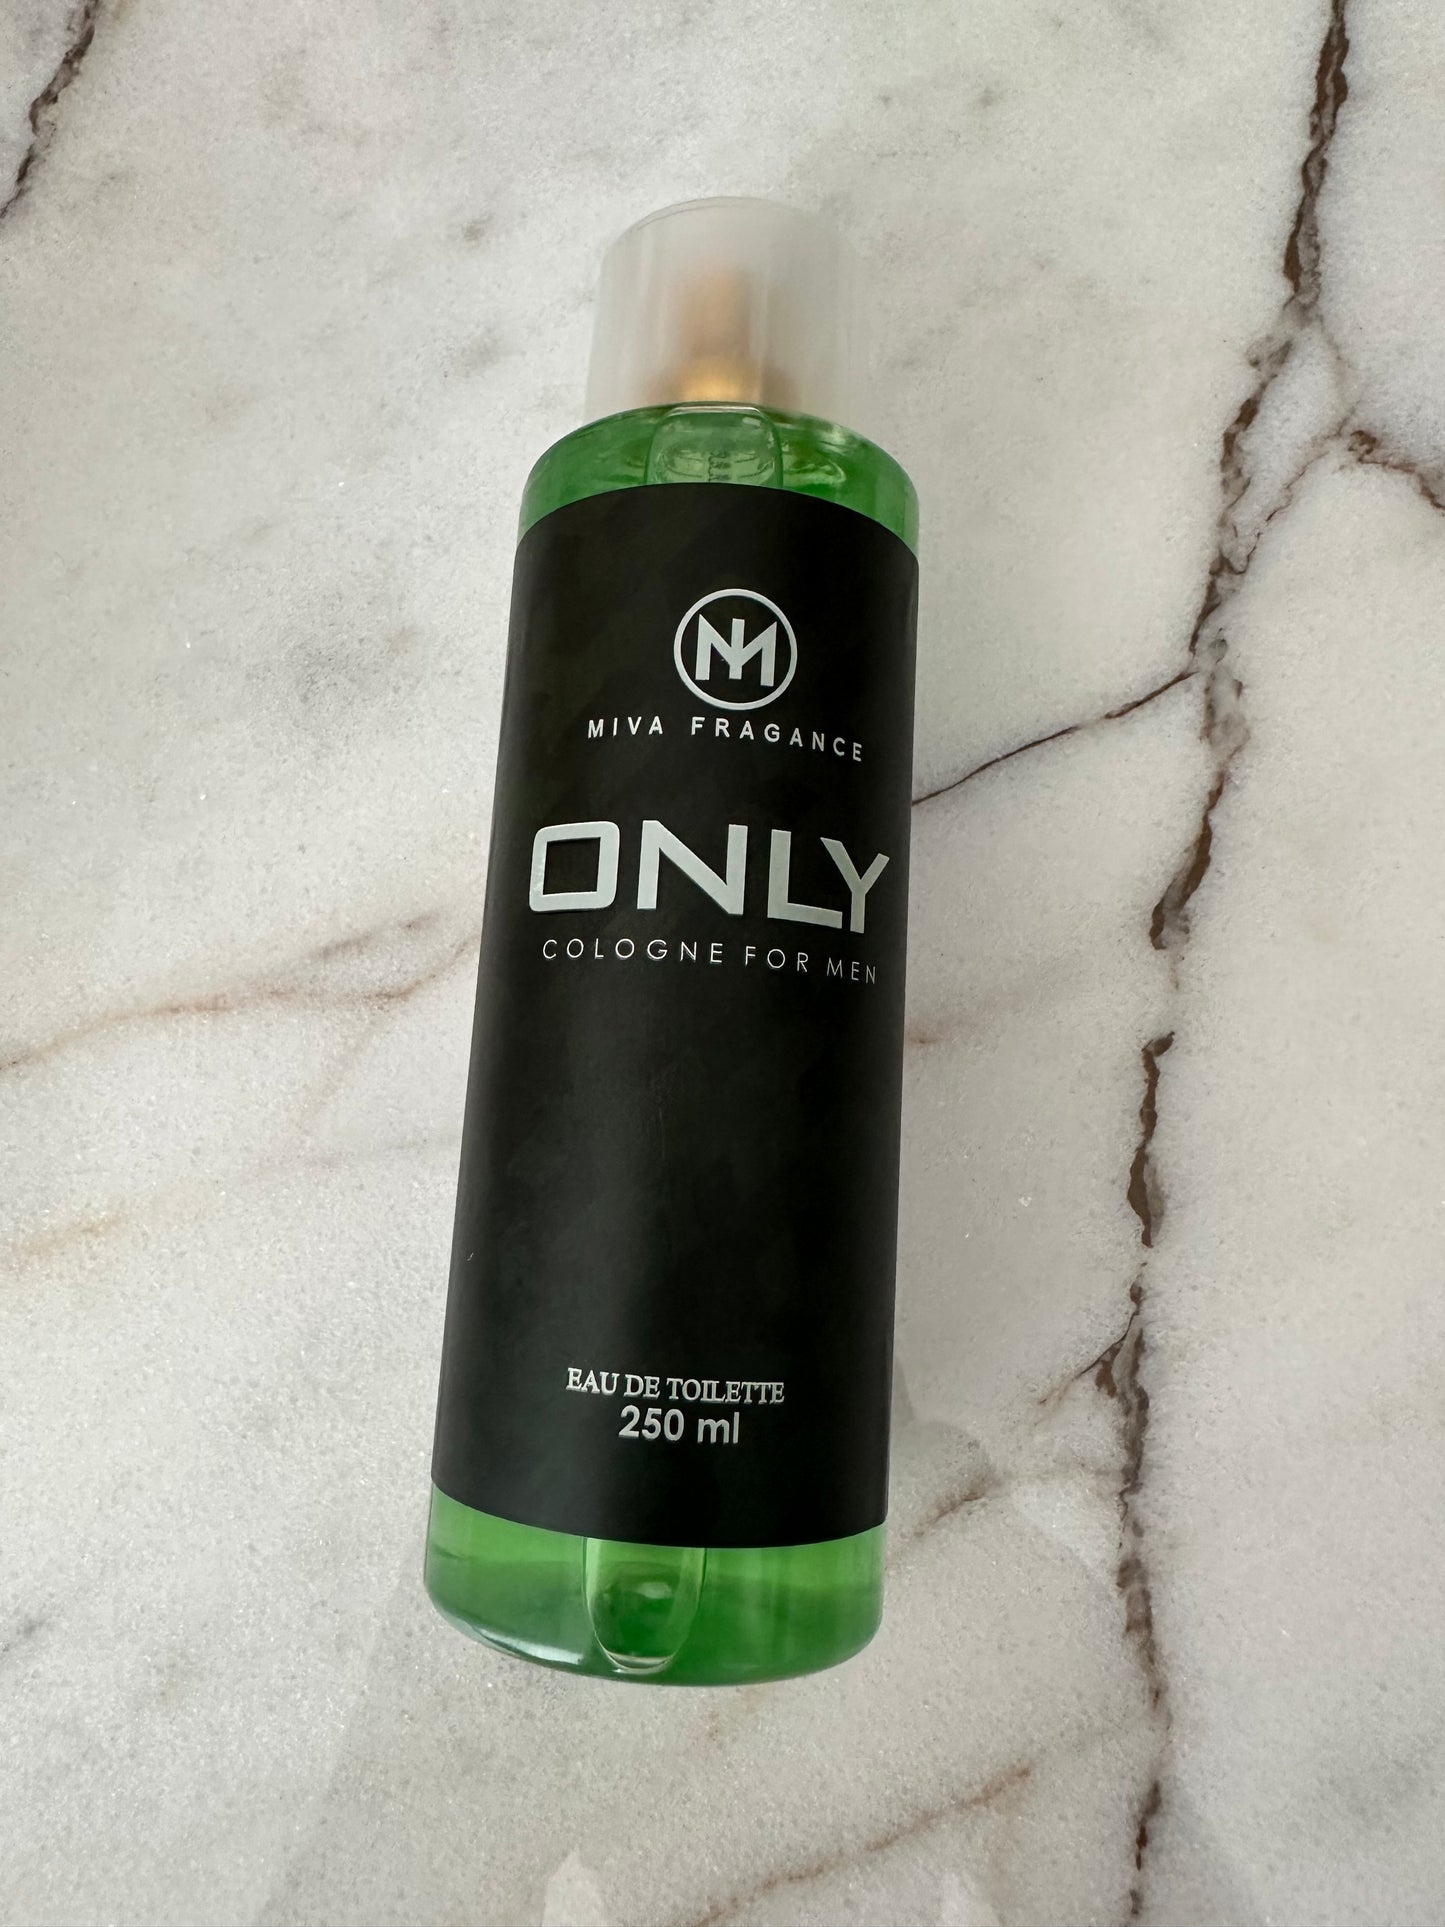 MIVA FRAGANCE
ONLY
COLOGNE FOR MEN
EAU DE TOILETTE
250 ml